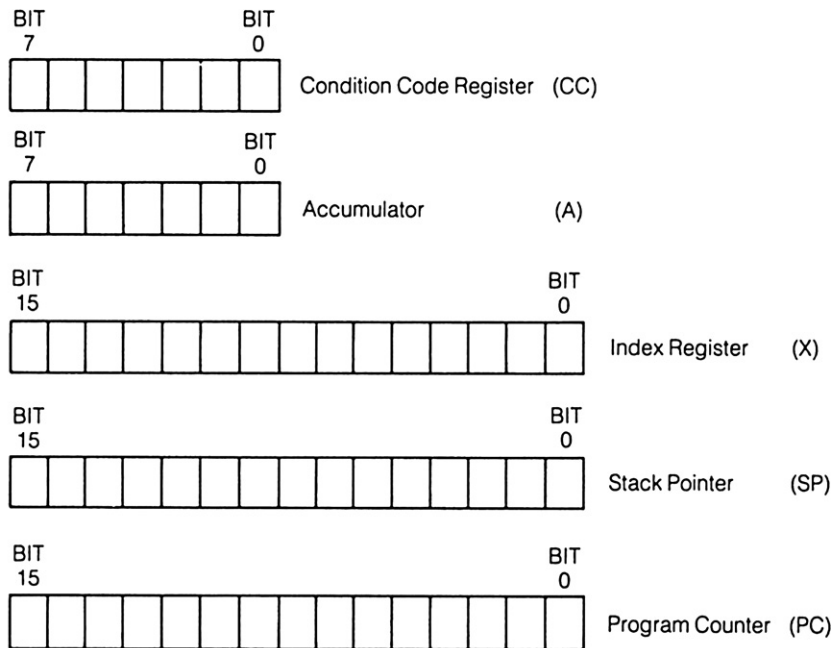 BIT BIT
7 0
Condition Code Register (CC)
BIT BIT
7 0
Accumulator (A)
BIT BIT
15 0
Index Register (X)
BIT BIT
15 0
Stack Pointer (SP)
BIT BIT
15 0
Program Counter (PC)